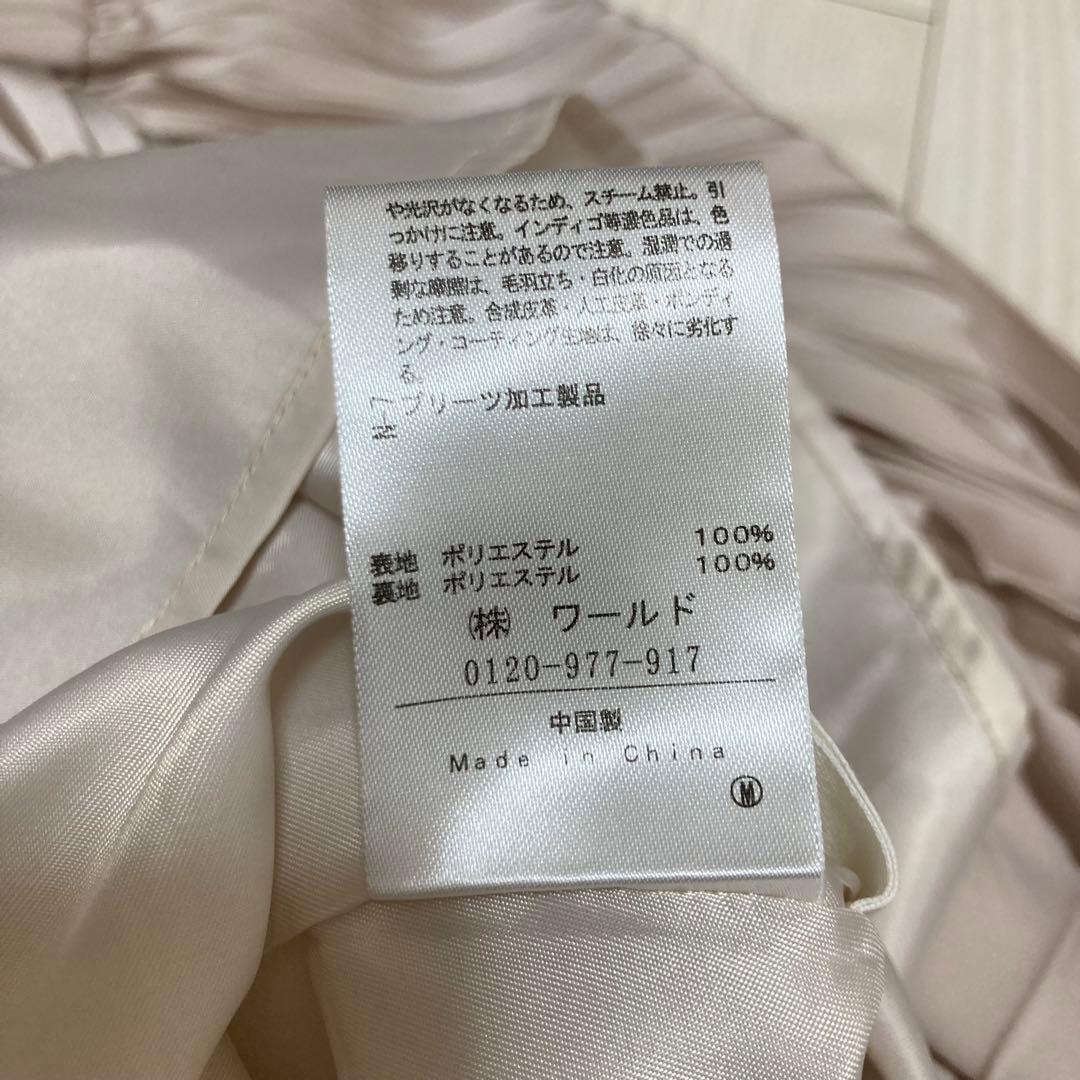 や光沢がなくなるため、スチーム禁止。引
っかけに注意。インディゴ等濃色品は、色
移りすることがあるので注意。湿潤での過
剰な摩擦は、毛羽立ち・白化の原因となる
ため注意。合成皮革・人工皮革・ボンディ
ング・コーティング生地は、徐々に劣化す
る。
プリーツ加工製品
表地 ポリエステル 100%
裏地 ポリエステル 100%
㈱ ワールド
0120-977-917
中国製
Made in China
Ⓜ